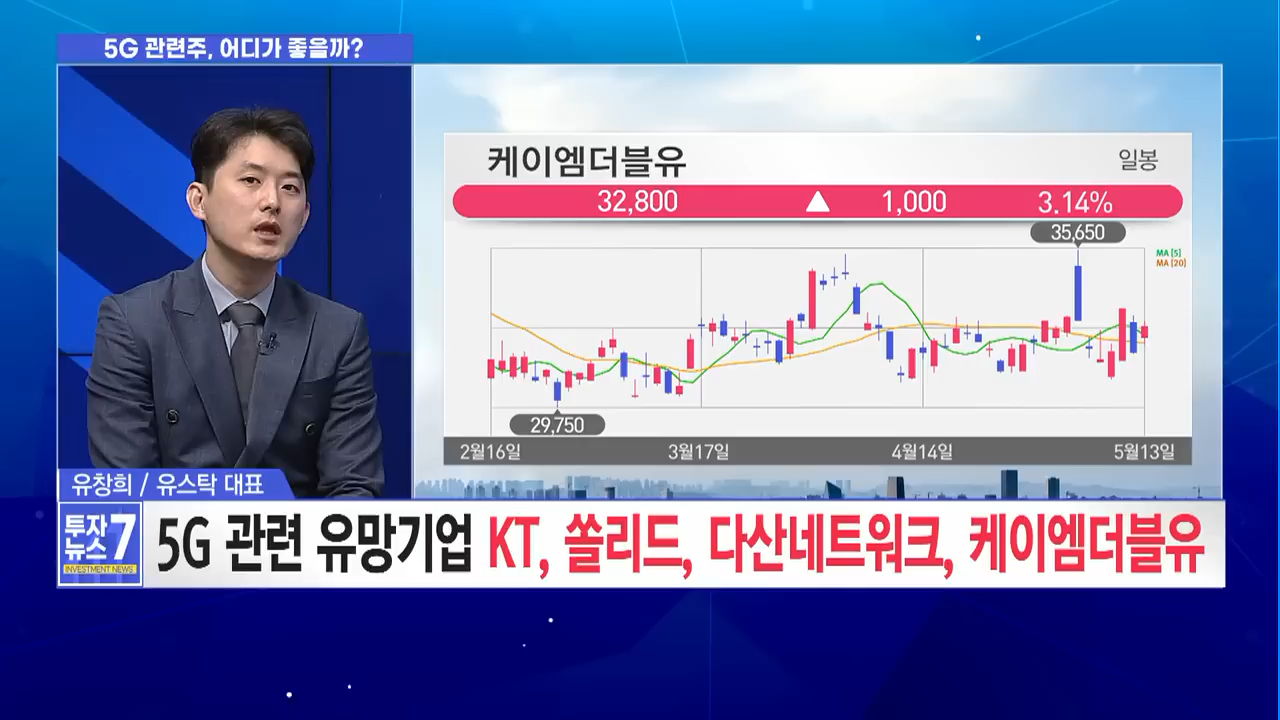 5G 관련주, 어디가 좋을까?
케이엠더블유
일봉
32,800 ▲ 1,000 3.14%
35,650
MA [5]
MA [20]
29,750
2월16일 3월17일 4월14일 5월13일
유창희 / 유스탁 대표
투자
뉴스 7
INVESTMENT NEWS
5G 관련 유망기업 KT, 쏠리드, 다산네트워크, 케이엠더블유